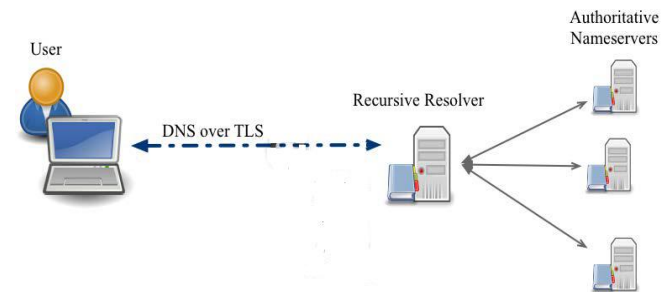 Authoritative
Nameservers
User
Recursive Resolver
DNS over TLS